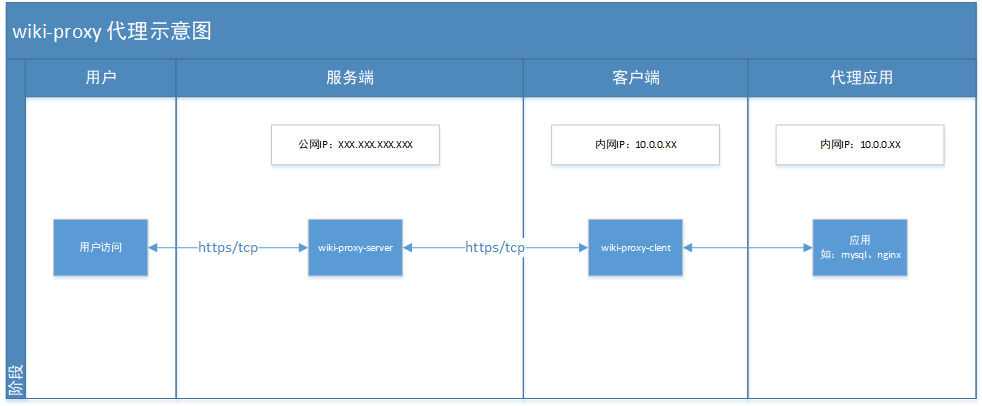 wiki-proxy 代理示意图
用户
服务端
客户端
代理应用
公网IP：XXX.XXX.XXX.XXX
内网IP：10.0.0.XX
内网IP：10.0.0.XX
用户访问
https/tcp
wiki-proxy-server
https/tcp
wiki-proxy-clent
应用
如：mysql、nginx
阶段